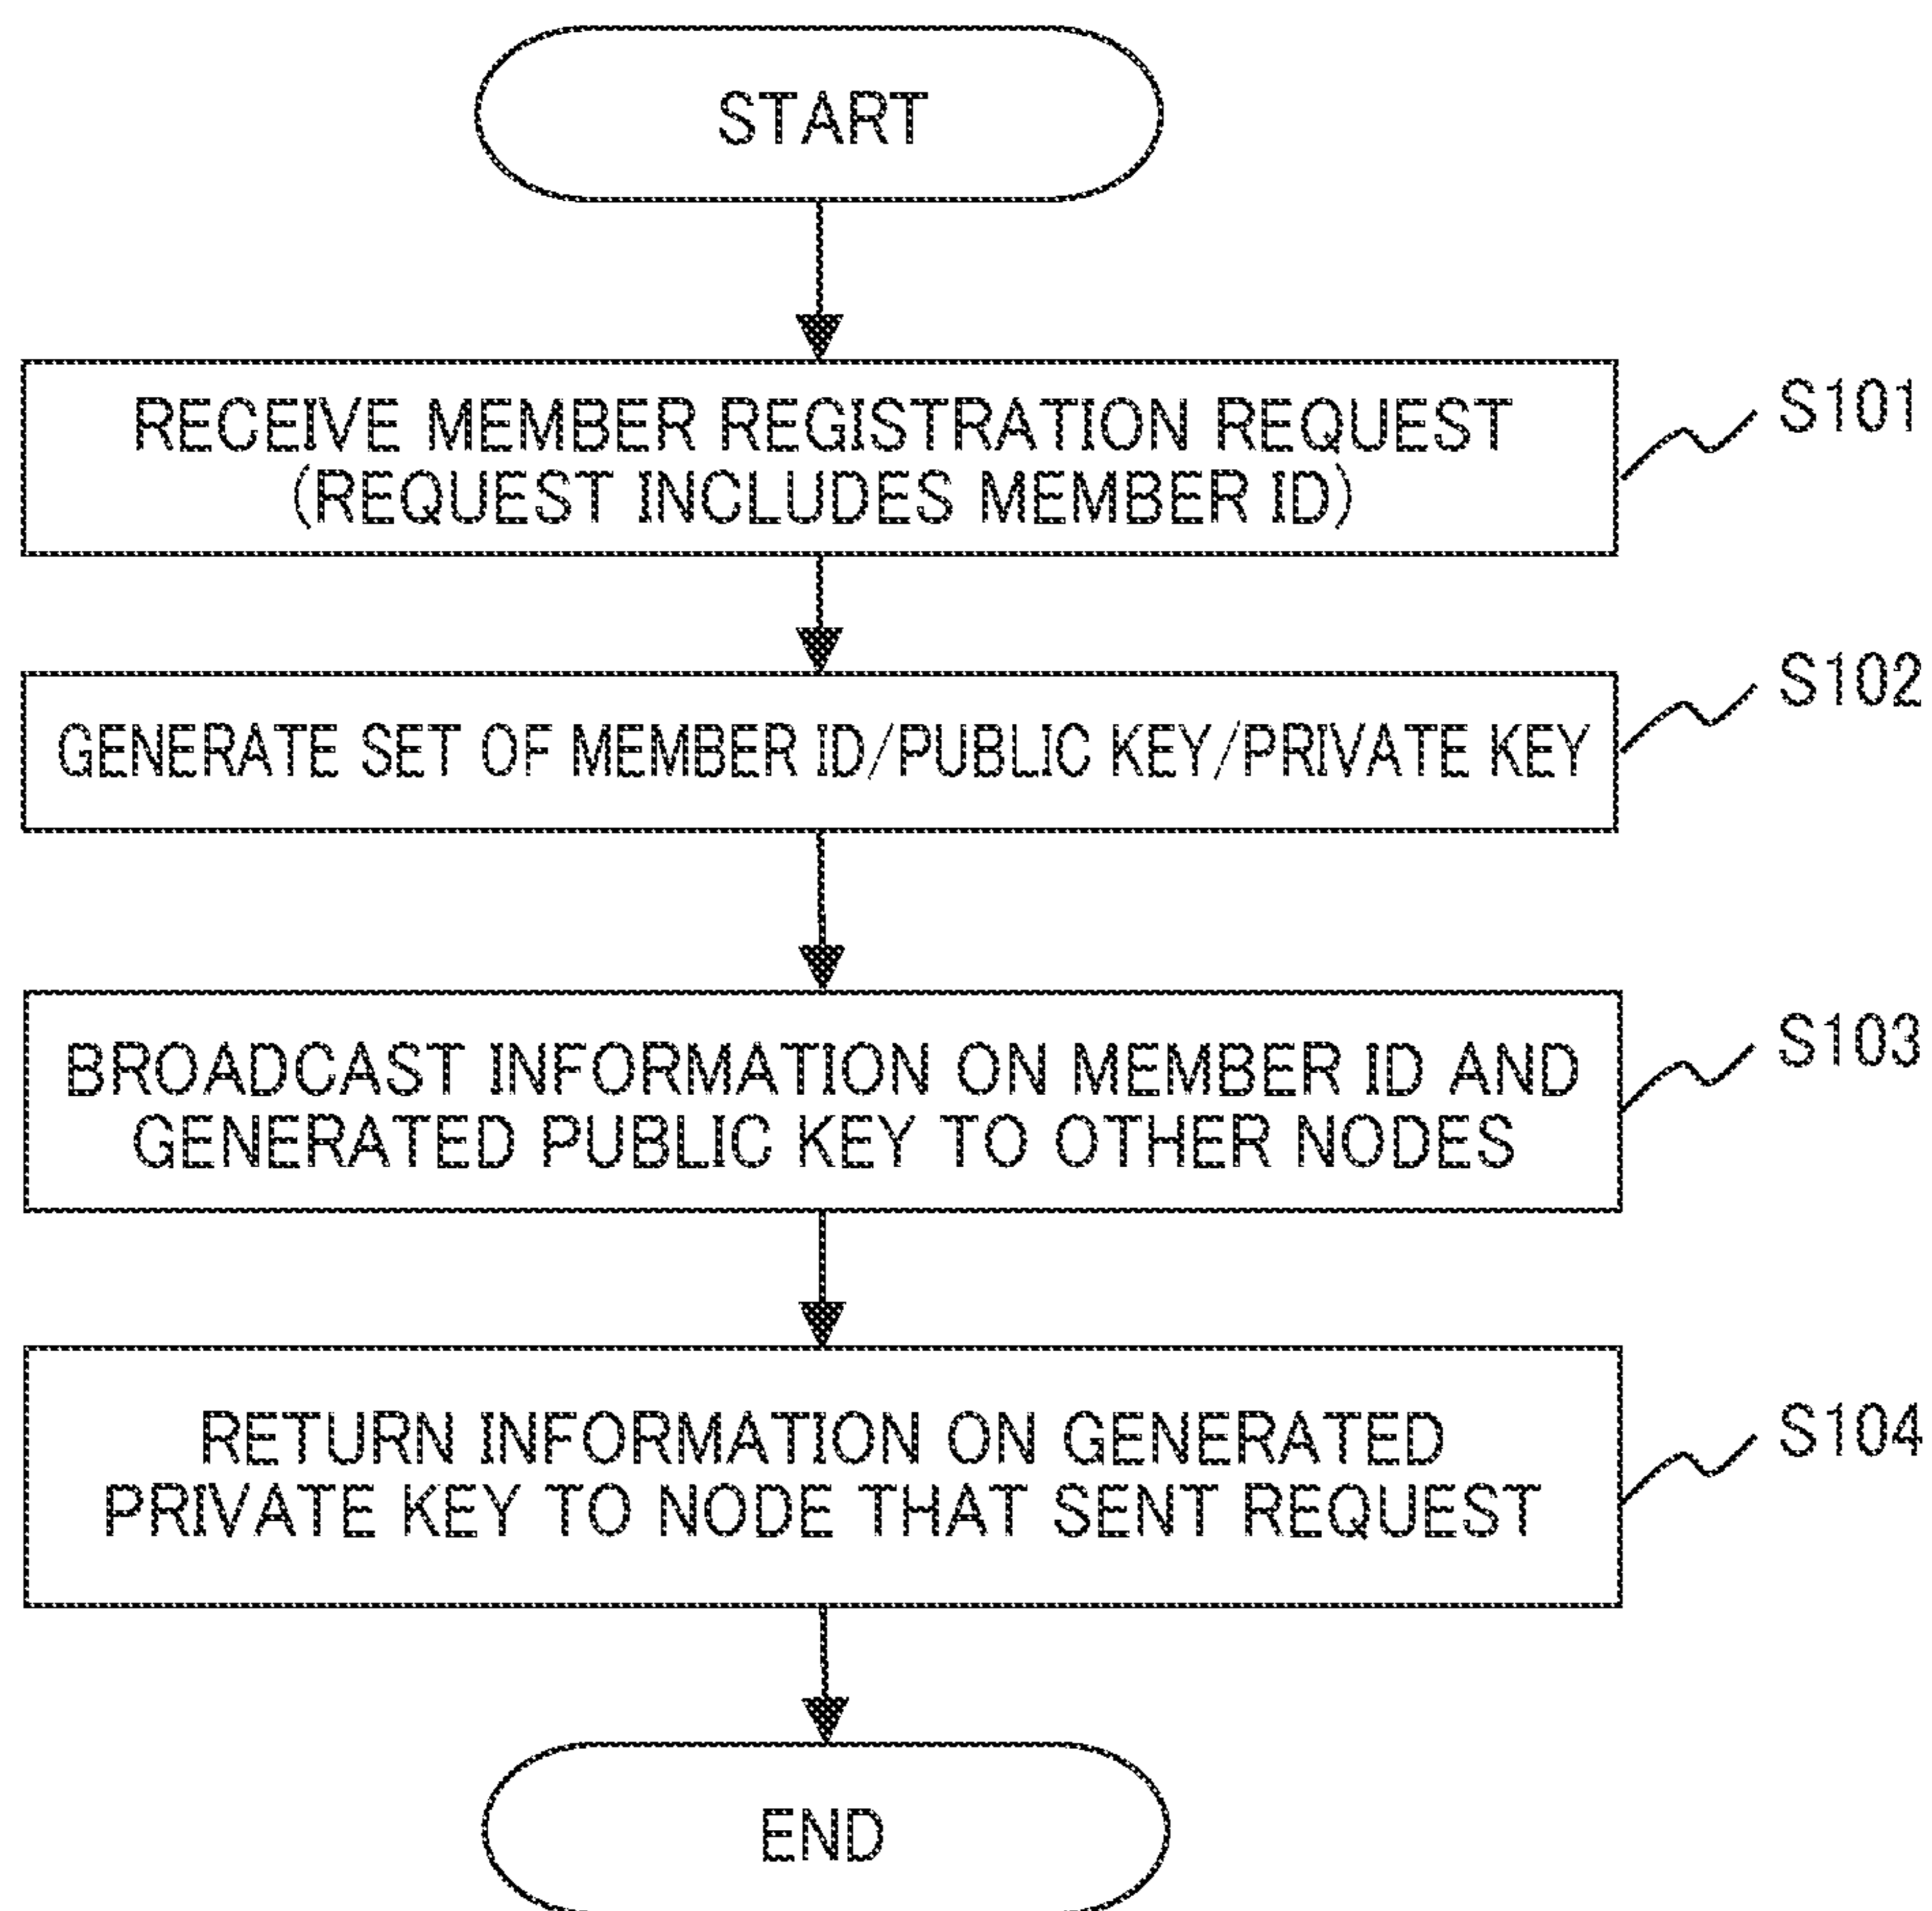 START
RECEIVE MEMBER REGISTRATION REQUEST
(REQUEST INCLUDES MEMBER ID)
S101
GENERATE SET OF MEMBER ID/PUBLIC KEY/PRIVATE KEY
S102
BROADCAST INFORMATION ON MEMBER ID AND
GENERATED PUBLIC KEY TO OTHER NODES
S103
RETURN INFORMATION ON GENERATED
PRIVATE KEY TO NODE THAT SENT REQUEST
S104
END